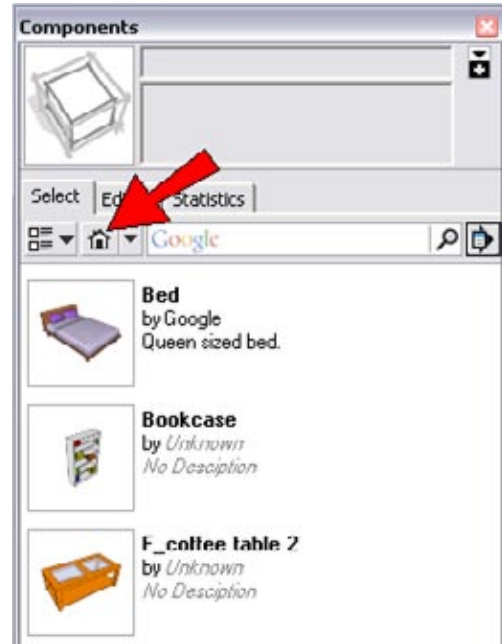 Components
Select Ed Statistics
Google
Bed
by Google
Queen sized bed.
Bookcase
by Unknown
No Desciption
F_coffee table 2
by Unknown
No Desciption